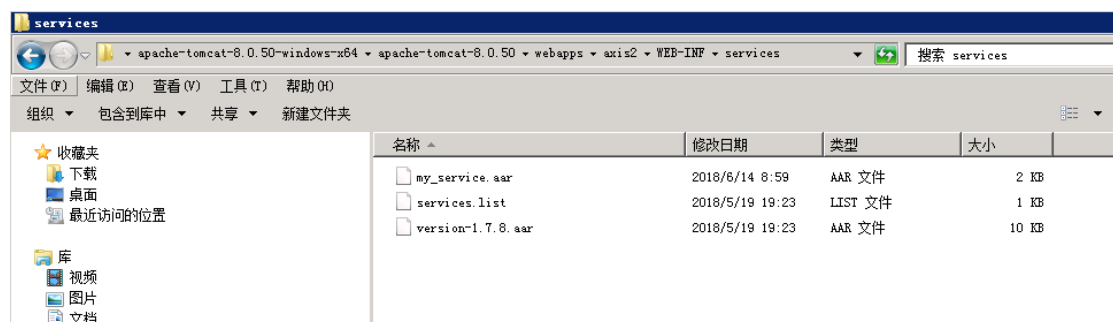 services
apache-tomcat-8.0.50-windows-x64 apache-tomcat-8.0.50 webapps axis2 WEB-INF services 搜索 services
文件(F) 编辑(E) 查看(V) 工具(T) 帮助(H)
组织 包含到库中 共享 新建文件夹
名称 修改日期 类型 大小
收藏夹
下载
桌面
最近访问的位置
库
视频
图片
文档
my_service.aar 2018/6/14 8:59 AAR 文件 2 KB
services.list 2018/5/19 19:23 LIST 文件 1 KB
version-1.7.8.aar 2018/5/19 19:23 AAR 文件 10 KB